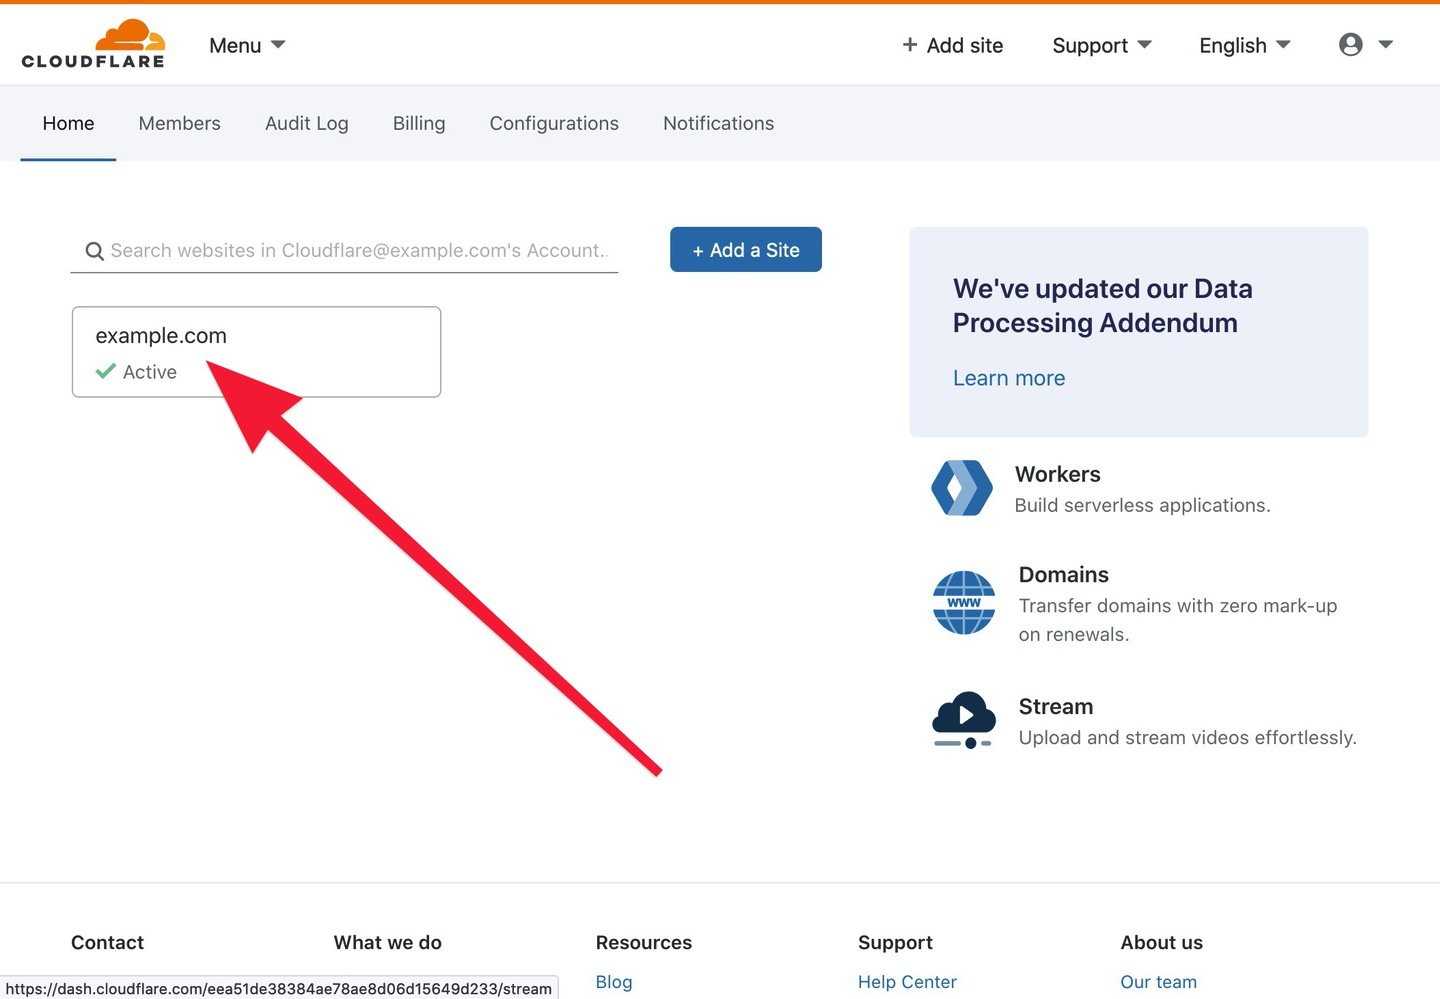 CLOUDFLARE
Menu
+ Add site
Support
English
Home
Members
Audit Log
Billing
Configurations
Notifications
Search websites in Cloudflare@example.com's Account..
+ Add a Site
example.com
Active
We've updated our Data
Processing Addendum
Learn more
Workers
Build serverless applications.
www
Domains
Transfer domains with zero mark-up
on renewals.
Stream
Upload and stream videos effortlessly.
Contact
What we do
Resources
Support
About us
Blog
Help Center
Our team
https://dash.cloudflare.com/eea51de38384ae78ae8d06d15649d233/stream